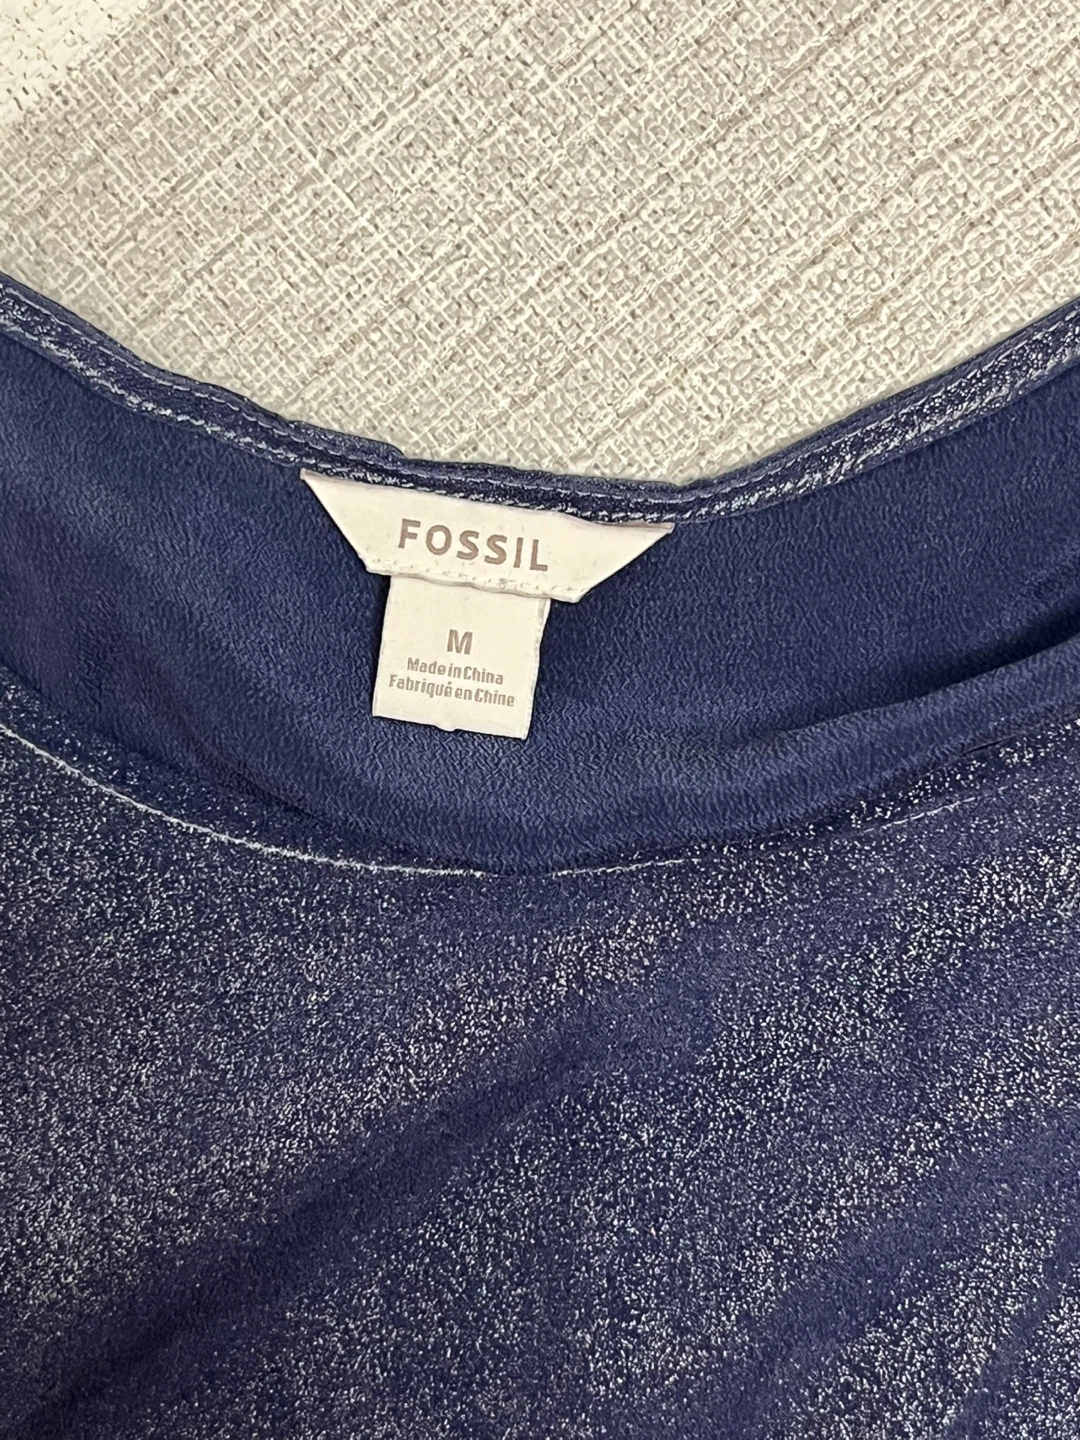 FOSSIL
M
Made in China
Fabriqué en Chine